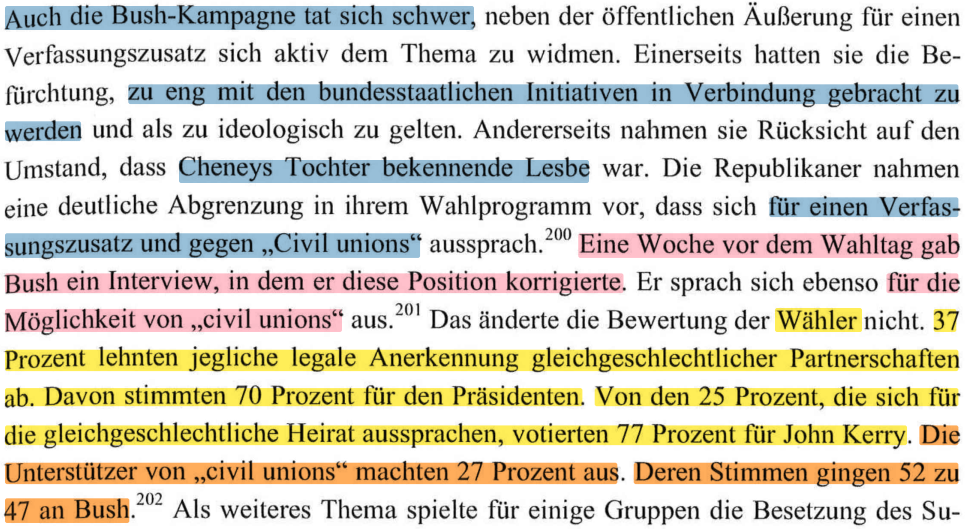 Auch die Bush-Kampagne tat sich schwer, neben der öffentlichen Äußerung für einen
Verfassungszusatz sich aktiv dem Thema zu widmen. Einerseits hatten sie die Be-
fürchtung, zu eng mit den bundesstaatlichen Initiativen in Verbindung gebracht zu
werden und als zu ideologisch zu gelten. Andererseits nahmen sie Rücksicht auf den
Umstand, dass Cheneys Tochter bekennende Lesbe war. Die Republikaner nahmen
eine deutliche Abgrenzung in ihrem Wahlprogramm vor, dass sich für einen Verfas-
sungszusatz und gegen „Civil unions“ aussprach.200 Eine Woche vor dem Wahltag gab
Bush ein Interview, in dem er diese Position korrigierte. Er sprach sich ebenso für die
Möglichkeit von „civil unions“ aus.201 Das änderte die Bewertung der Wähler nicht. 37
Prozent lehnten jegliche legale Anerkennung gleichgeschlechtlicher Partnerschaften
ab. Davon stimmten 70 Prozent für den Präsidenten. Von den 25 Prozent, die sich für
die gleichgeschlechtliche Heirat aussprachen, votierten 77 Prozent für John Kerry. Die
Unterstützer von „civil unions“ machten 27 Prozent aus. Deren Stimmen gingen 52 zu
47 an Bush.202 Als weiteres Thema spielte für einige Gruppen die Besetzung des Su-